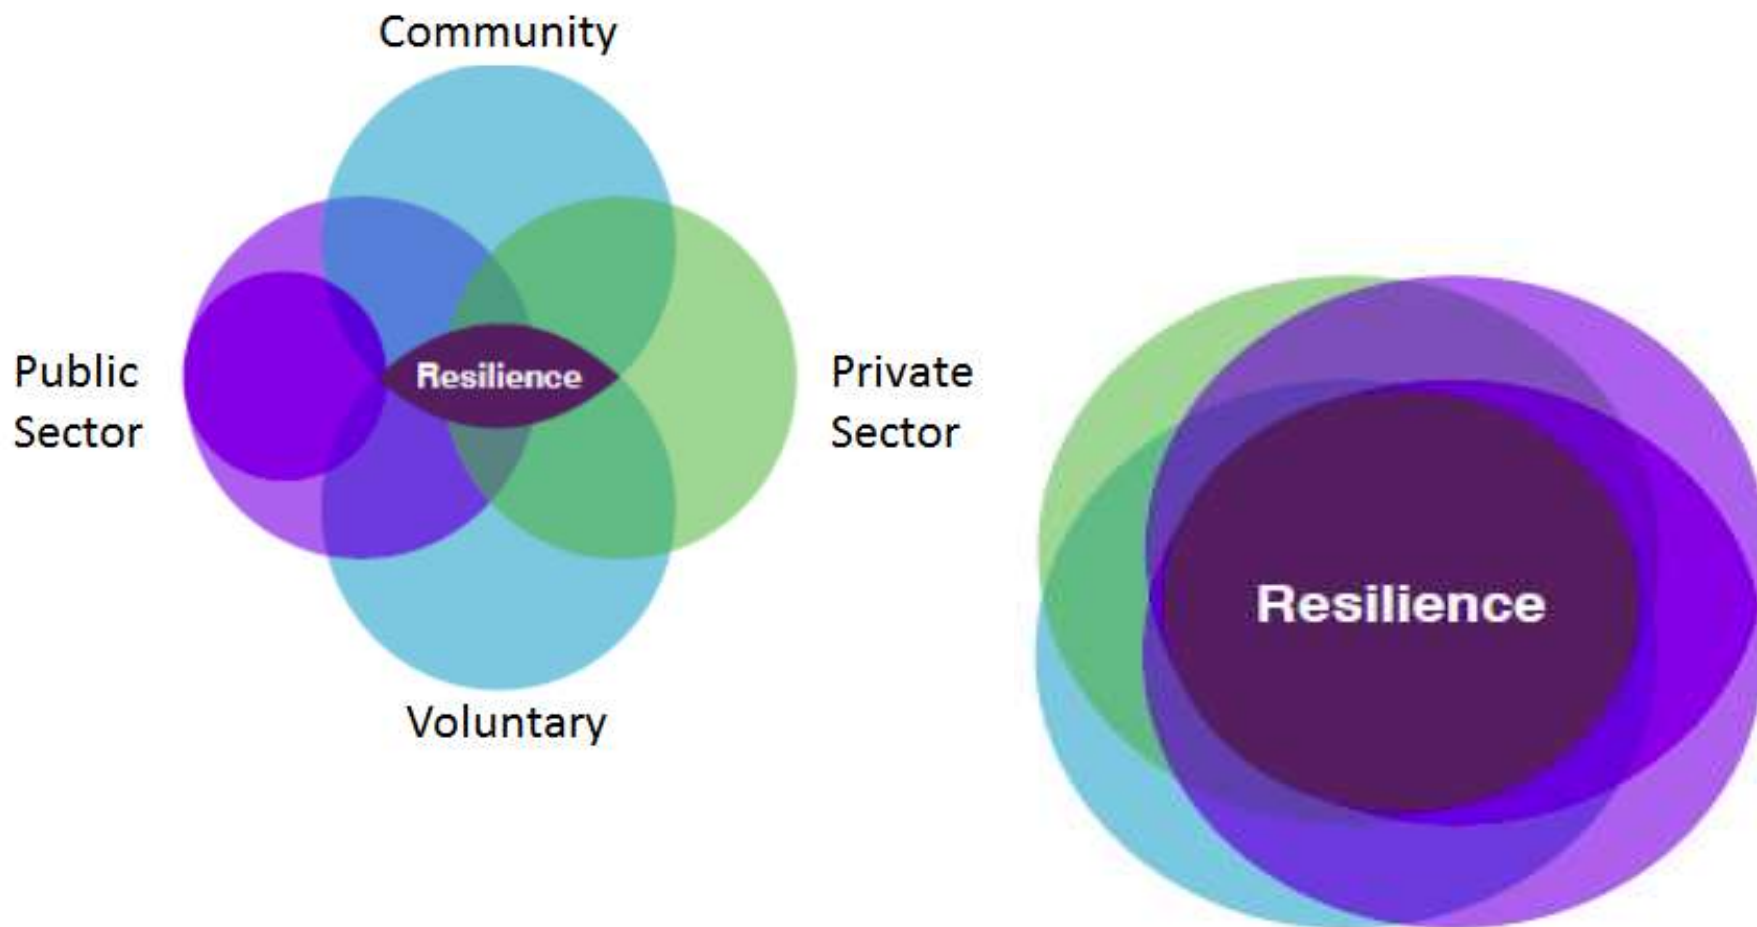 Community
Public
Sector
Resilience
Private
Sector
Voluntary
Resilience